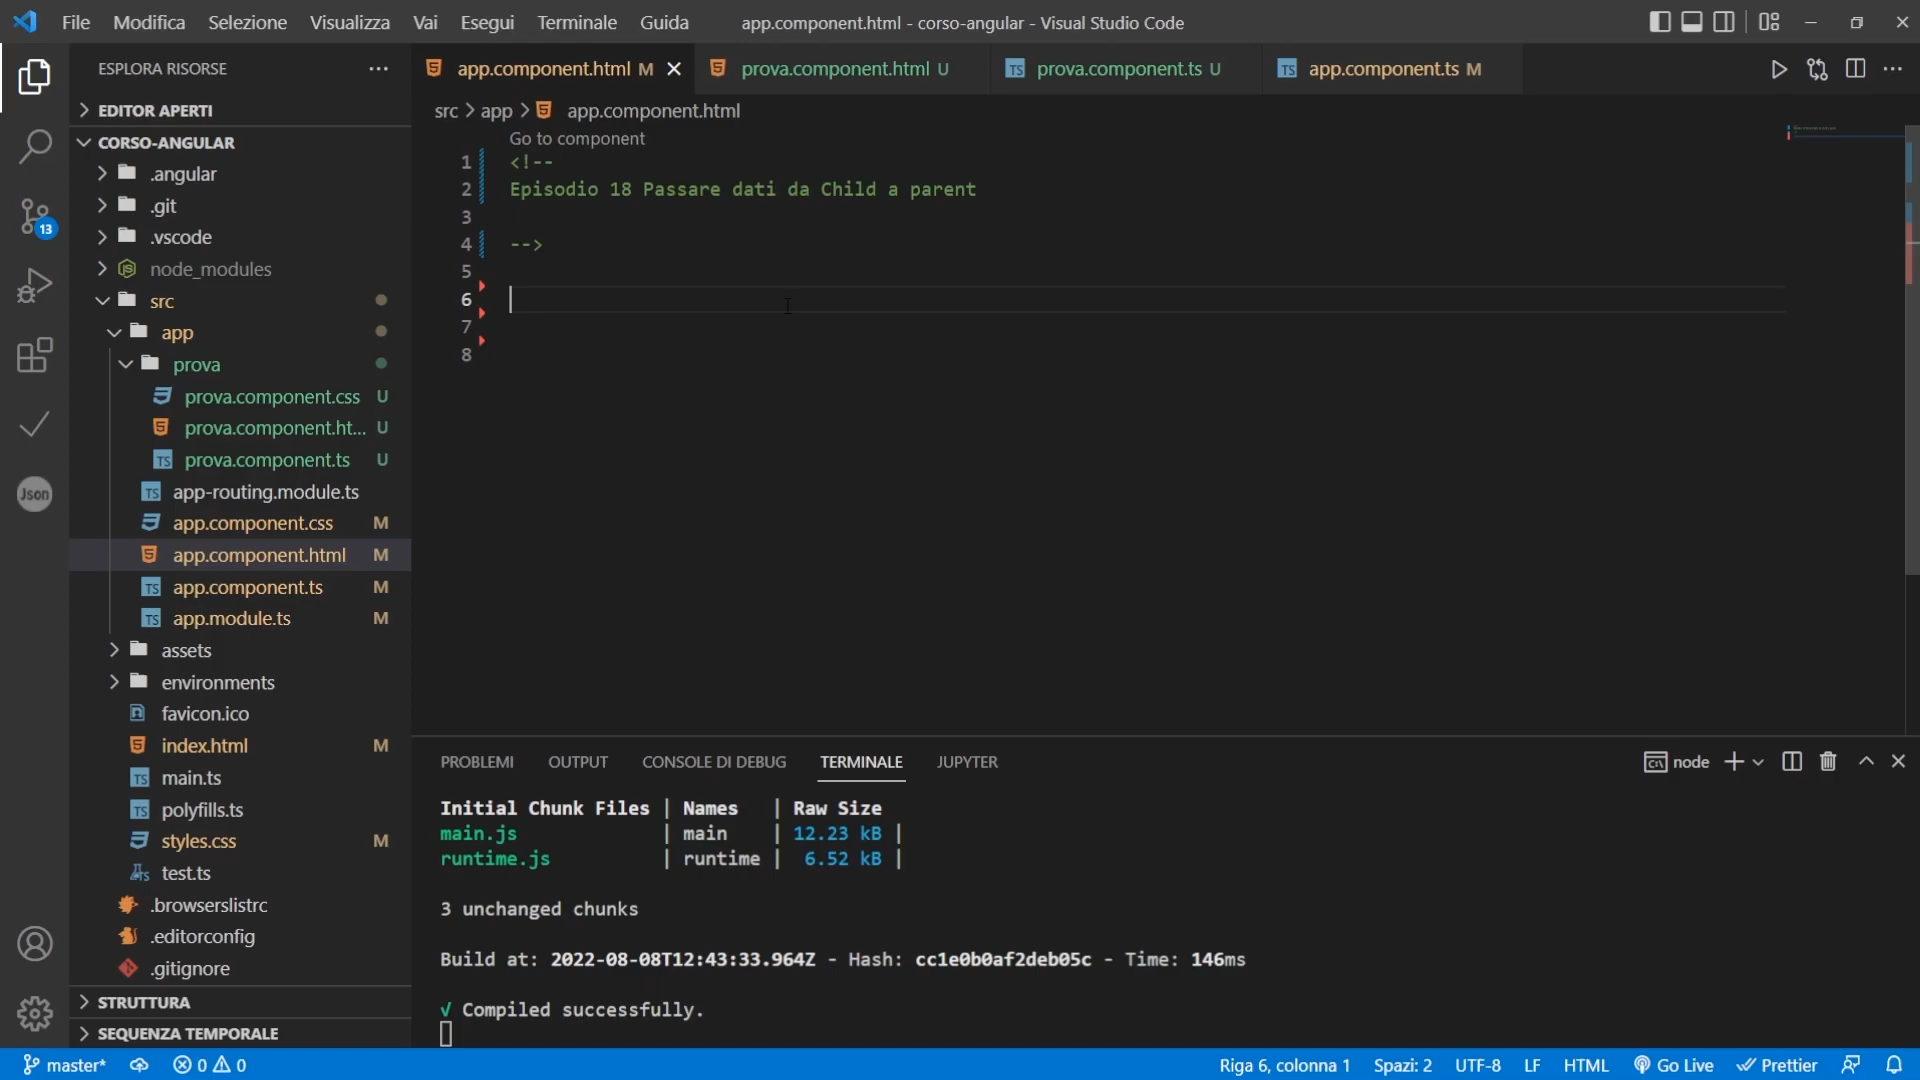 File Modifica Selezione Visualizza Vai Esegui Terminale Guida app.component.html - corso-angular - Visual Studio Code
ESPLORA RISORSE
app.component.html M
prova.component.html U
prova.component.ts U
app.component.ts M
EDITOR APERTI
src > app > app.component.html
CORSO-ANGULAR
.angular
.git
.vscode
node_modules
src
app
prova
prova.component.css U
prova.component.ht... U
prova.component.ts U
app-routing.module.ts
app.component.css M
app.component.html M
app.component.ts M
app.module.ts M
assets
environments
favicon.ico
index.html M
main.ts
polyfills.ts
styles.css M
test.ts
.browserslistrc
.editorconfig
.gitignore
STRUTTURA
SEQUENZA TEMPORALE
13
Json
Go to component
1 <!--
2 Episodio 18 Passare dati da Child a parent
3
4 -->
5
6
7
8
PROBLEMI OUTPUT CONSOLE DI DEBUG TERMINALE JUPYTER node
Initial Chunk Files | Names | Raw Size
main.js | main | 12.23 kB |
runtime.js | runtime | 6.52 kB |
3 unchanged chunks
Build at: 2022-08-08T12:43:33.964Z - Hash: cc1e0b0af2deb05c - Time: 146ms
√ Compiled successfully.
master* 0 0 Riga 6, colonna 1 Spazi: 2 UTF-8 LF HTML Go Live Prettier